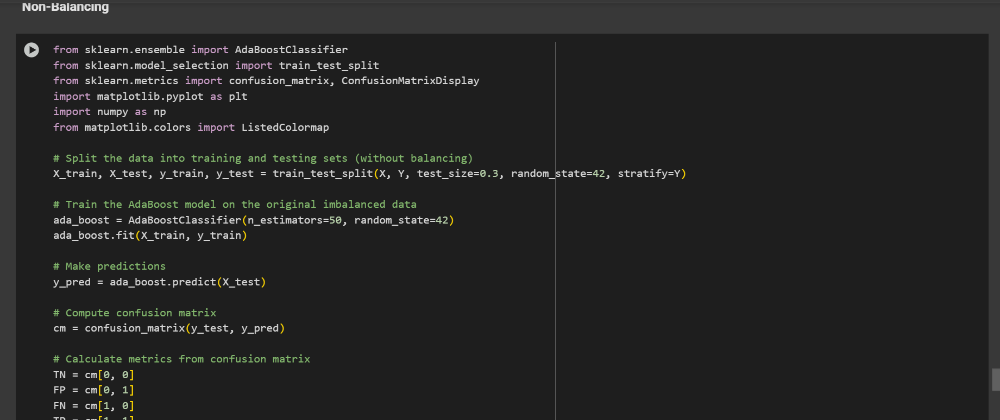 Non-Balancing
from sklearn.ensemble import AdaBoostClassifier
from sklearn.model_selection import train_test_split
from sklearn.metrics import confusion_matrix, ConfusionMatrixDisplay
import matplotlib.pyplot as plt
import numpy as np
from matplotlib.colors import ListedColormap
# Split the data into training and testing sets (without balancing)
X_train, X_test, y_train, y_test = train_test_split(X, Y, test_size=0.3, random_state=42, stratify=Y)
# Train the AdaBoost model on the original imbalanced data
ada_boost = AdaBoostClassifier(n_estimators=50, random_state=42)
ada_boost.fit(X_train, y_train)
# Make predictions
y_pred = ada_boost.predict(X_test)
# Compute confusion matrix
cm = confusion_matrix(y_test, y_pred)
# Calculate metrics from confusion matrix
TN = cm[0, 0]
FP = cm[0, 1]
FN = cm[1, 0]
TP = cm[1, 1]